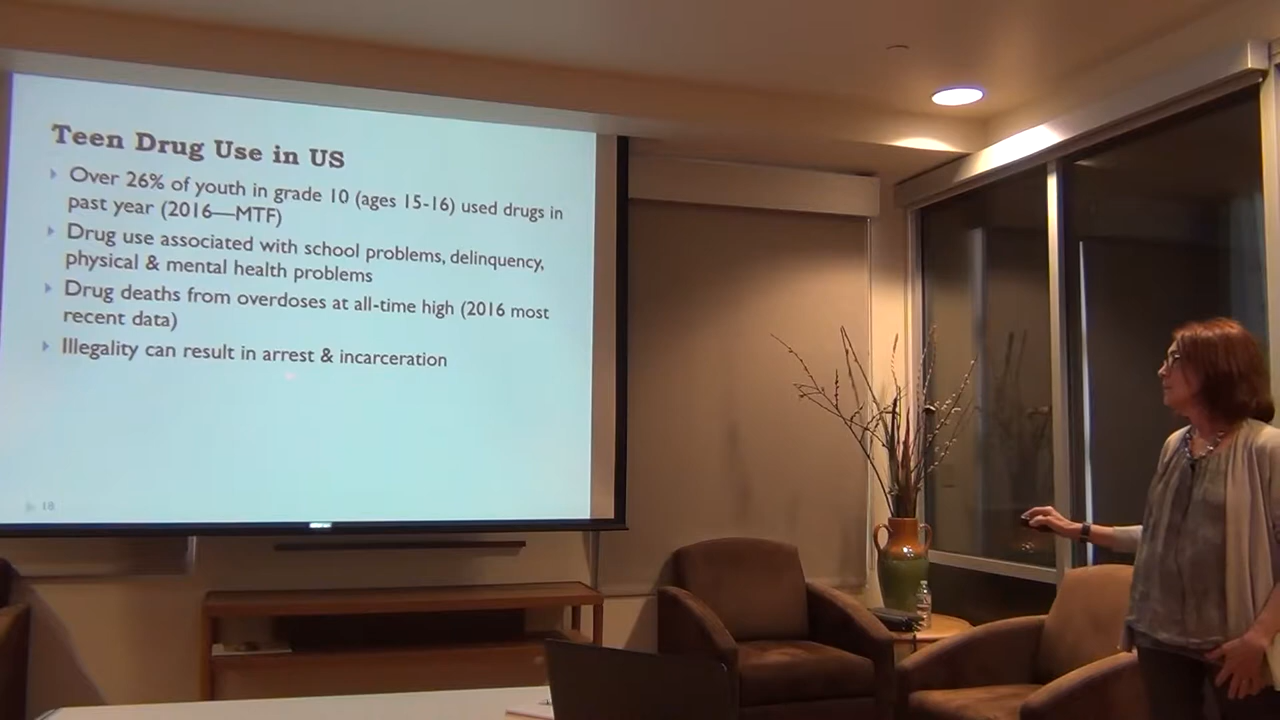 Teen Drug Use in US
Over 26% of youth in grade 10 (ages 15-16) used drugs in
past year (2016—MTF)
Drug use associated with school problems, delinquency,
physical & mental health problems
Drug deaths from overdoses at all-time high (2016 most
recent data)
Illegality can result in arrest & incarceration
18